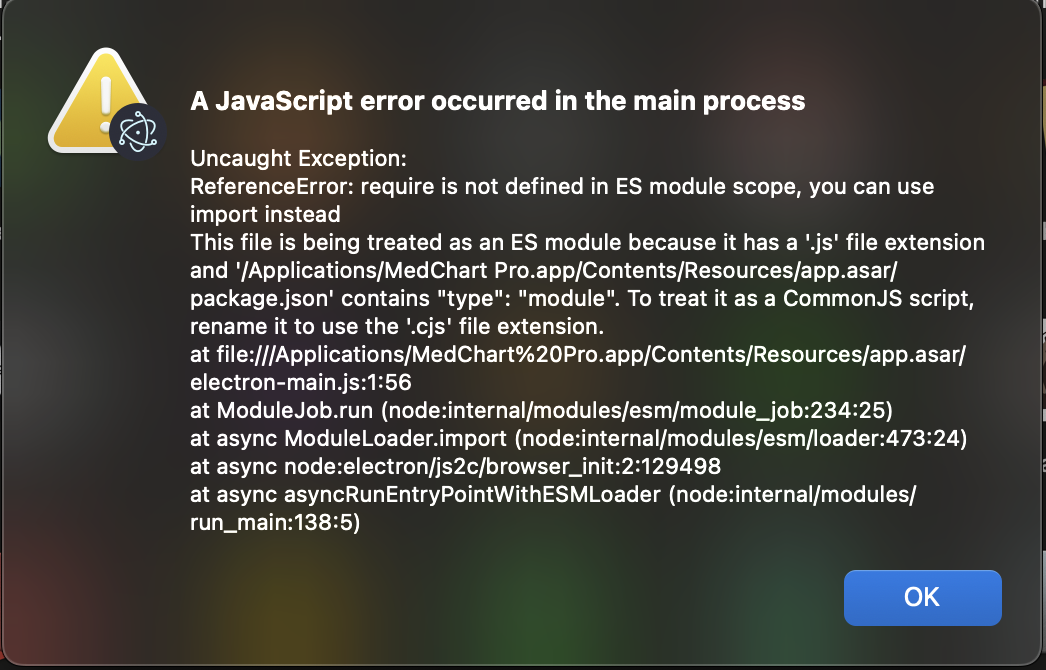 A JavaScript error occurred in the main process
Uncaught Exception:
ReferenceError: require is not defined in ES module scope, you can use
import instead
This file is being treated as an ES module because it has a '.js' file extension
and '/Applications/MedChart Pro.app/Contents/Resources/app.asar/
package.json' contains "type": "module". To treat it as a CommonJS script,
rename it to use the '.cjs' file extension.
at file:///Applications/MedChart%20Pro.app/Contents/Resources/app.asar/
electron-main.js:1:56
at ModuleJob.run (node:internal/modules/esm/module_job:234:25)
at async ModuleLoader.import (node:internal/modules/esm/loader:473:24)
at async node:electron/js2c/browser_init:2:129498
at async asyncRunEntryPointWithESMLoader (node:internal/modules/
run_main:138:5)
OK